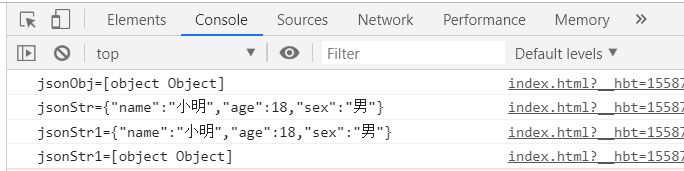 Elements Console Sources Network Performance Memory »
top ▼ Filter Default levels ▼
jsonObj=[object Object] index.html?__hbt=15587
jsonStr={"name":"小明","age":18,"sex":"男"} index.html?__hbt=15587
jsonStr1={"name":"小明","age":18,"sex":"男"} index.html?__hbt=15587
jsonStr1=[object Object] index.html?__hbt=15587